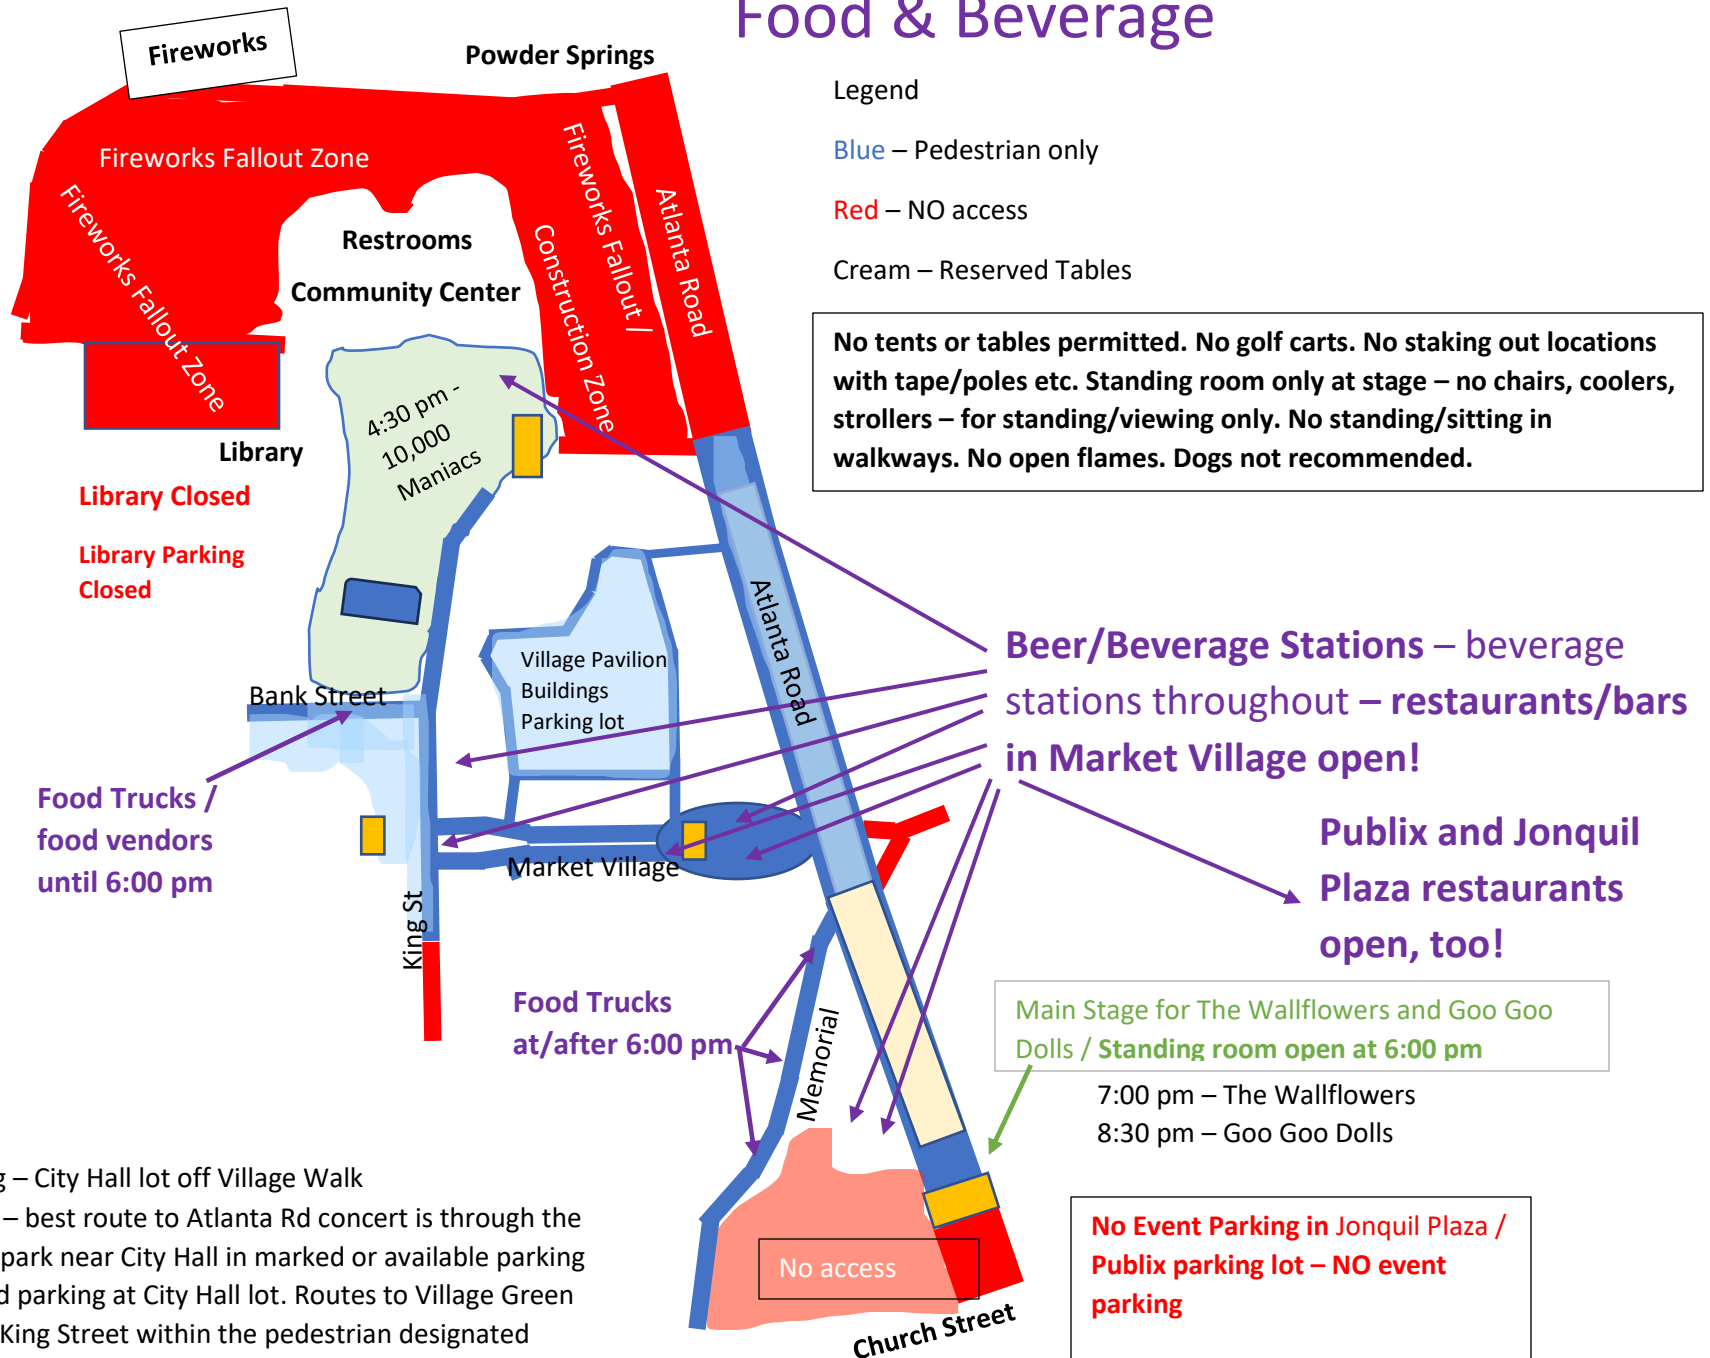 Food & Beverage
Fireworks
Powder Springs
Legend
Blue – Pedestrian only
Red – NO access
Cream – Reserved Tables
Fireworks Fallout Zone
Fireworks Fallout Zone
Fireworks Fallout /
Construction Zone
Atlanta Road
Restrooms
Community Center
No tents or tables permitted. No golf carts. No staking out locations
with tape/poles etc. Standing room only at stage – no chairs, coolers,
strollers – for standing/viewing only. No standing/sitting in
walkways. No open flames. Dogs not recommended.
4:30 pm -
10,000
Maniacs
Library
Library Closed
Library Parking
Closed
Atlanta Road
Village Pavilion
Buildings
Parking lot
Bank Street
Beer/Beverage Stations – beverage
stations throughout – restaurants/bars
in Market Village open!
Food Trucks /
food vendors
until 6:00 pm
Market Village
King St
Publix and Jonquil
Plaza restaurants
open, too!
Food Trucks
at/after 6:00 pm
Memorial
Main Stage for The Wallflowers and Goo Goo
Dolls / Standing room open at 6:00 pm
7:00 pm – The Wallflowers
8:30 pm – Goo Goo Dolls
– City Hall lot off Village Walk
– best route to Atlanta Rd concert is through the
park near City Hall in marked or available parking
parking at City Hall lot. Routes to Village Green
King Street within the pedestrian designated
No access
Church Street
No Event Parking in Jonquil Plaza /
Publix parking lot – NO event
parking